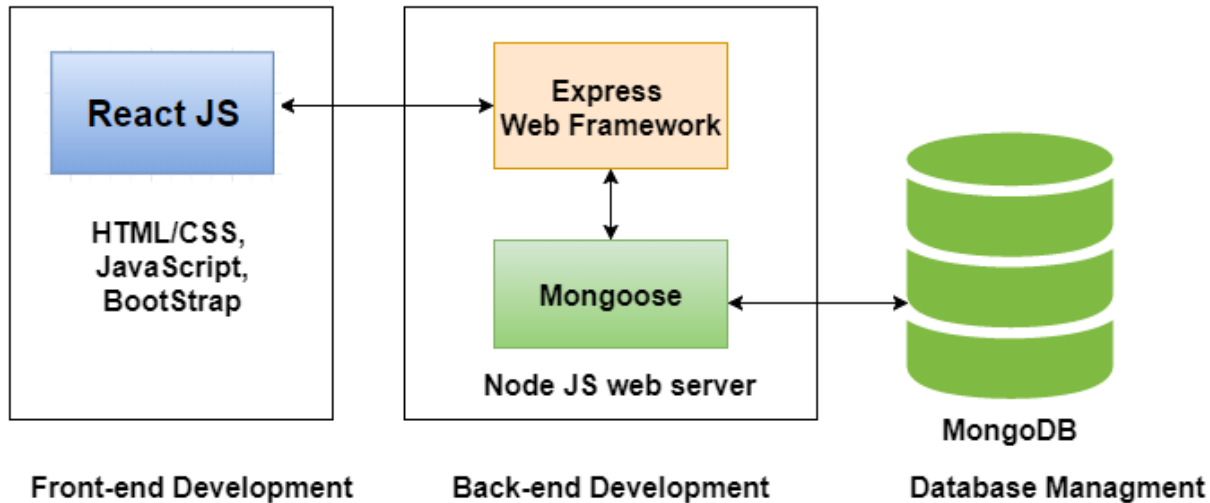 React JS
HTML/CSS,
JavaScript,
BootStrap
Express
Web Framework
Mongoose
Node JS web server
MongoDB
Front-end Development
Back-end Development
Database Managment